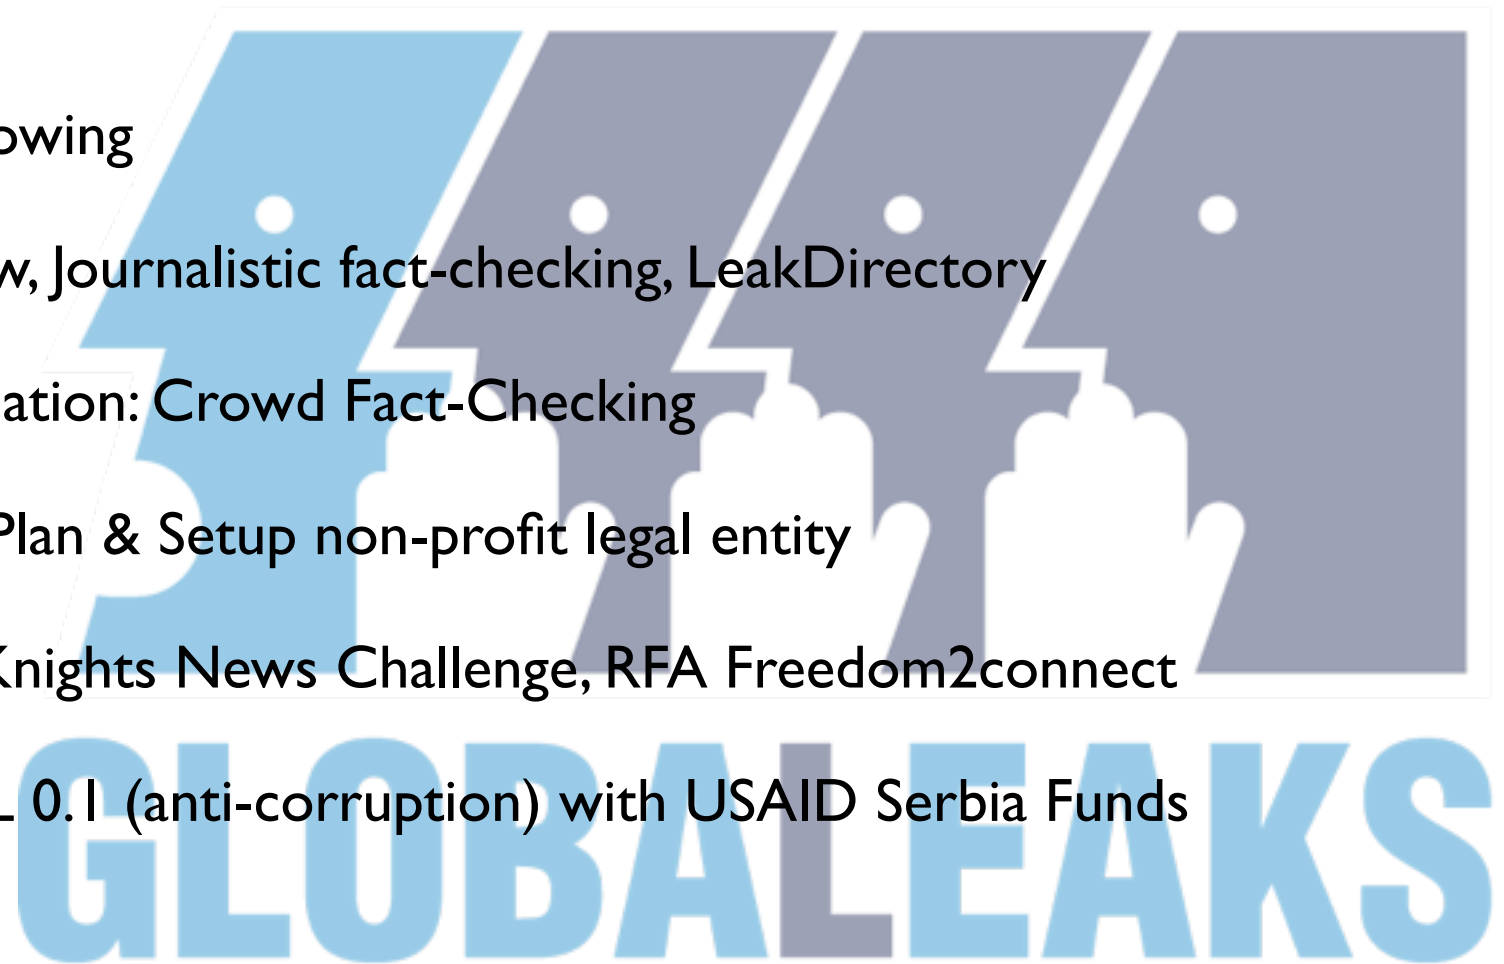 owing
w, Journalistic fact-checking, LeakDirectory
ation: Crowd Fact-Checking
Plan & Setup non-profit legal entity
Knights News Challenge, RFA Freedom2connect
L 0.1 (anti-corruption) with USAID Serbia Funds
GLOBALEAKS